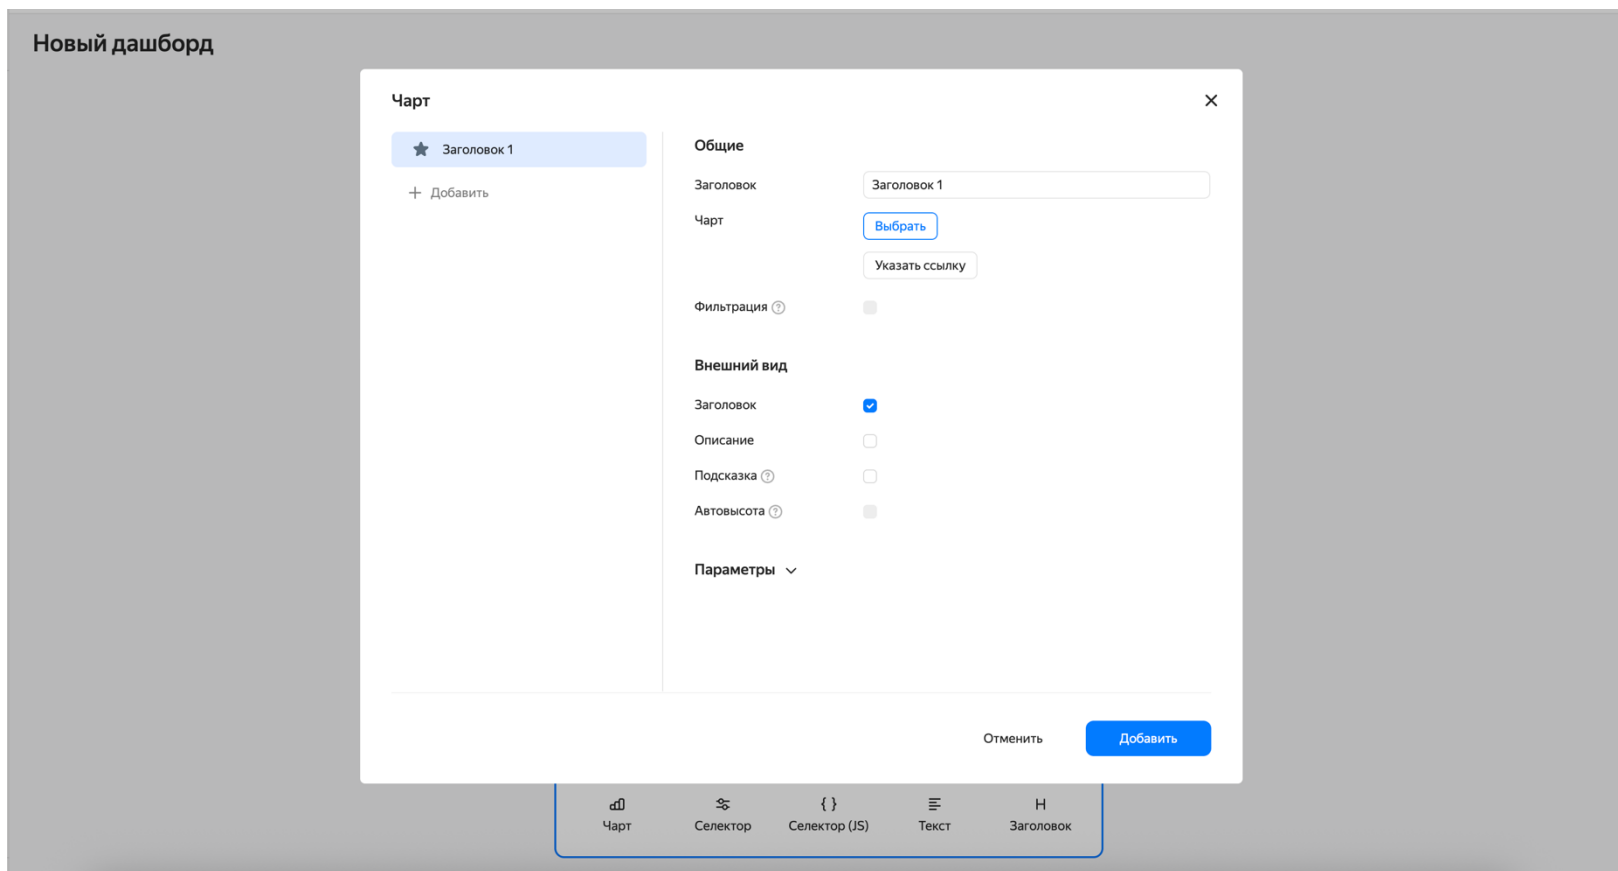 Новый дашборд
Чарт
Заголовок 1
Добавить
Общие
Заголовок
Заголовок 1
Чарт
Выбрать
Указать ссылку
Фильтрация
Внешний вид
Заголовок
Описание
Подсказка
Автовысота
Параметры
Отменить
Добавить
Чарт
Селектор
Селектор (JS)
Текст
Заголовок